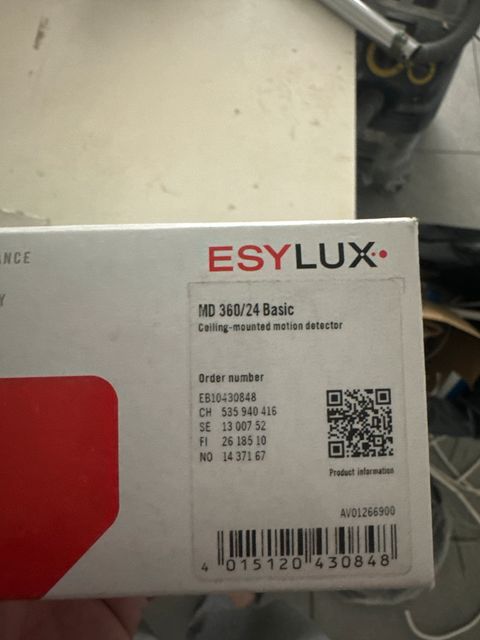 ANCE
Y
ESYLUX
MD 360/24 Basic
Ceiling-mounted motion detector
Order number
EB10430848
CH 535 940 416
SE 13 007 52
FI 26 185 10
NO 14 371 67
Product information
AV01266900
4 015120 430848